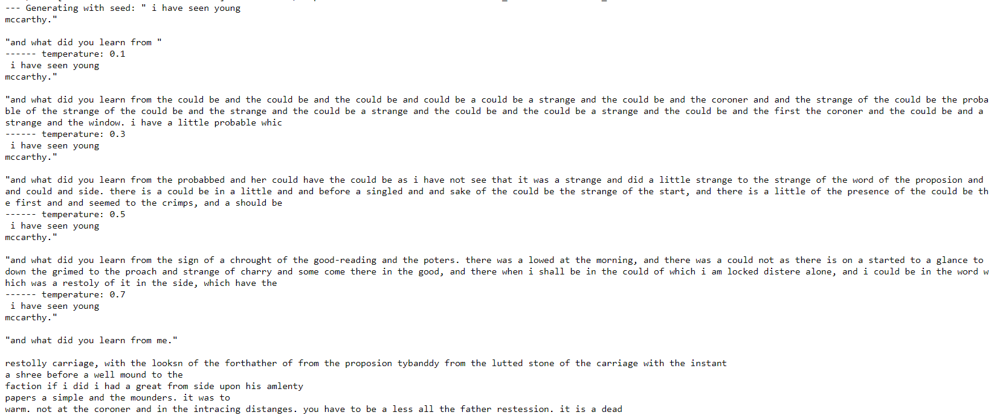 --- Generating with seed: " i have seen young
mccarthy."
"and what did you learn from "
------ temperature: 0.1
 i have seen young
mccarthy."
"and what did you learn from the could be and the could be and the could be and could be a could be a strange and the could be and the coroner and and the strange of the could be the proba
ble of the strange of the could be and the strange and the could be a strange and the could be and the could be a strange and the could be and the first the coroner and the could be and a
strange and the window. i have a little probable whic
------ temperature: 0.3
 i have seen young
mccarthy."
"and what did you learn from the probabbed and her could have the could be as i have not see that it was a strange and did a little strange to the strange of the word of the proposion and
and could and side. there is a could be in a little and and before a singled and and sake of the could be the strange of the start, and there is a little of the presence of the could be th
e first and and seemed to the crimps, and a should be
------ temperature: 0.5
 i have seen young
mccarthy."
"and what did you learn from the sign of a chrought of the good-reading and the poters. there was a lowed at the morning, and there was a could not as there is on a started to a glance to
down the grimed to the proach and strange of charry and some come there in the good, and there when i shall be in the could of which i am locked distere alone, and i could be in the word w
hich was a restoly of it in the side, which have the
------ temperature: 0.7
 i have seen young
mccarthy."
"and what did you learn from me."
restolly carriage, with the looksn of the forthather of from the proposion tybanddy from the lutted stone of the carriage with the instant
a shree before a well mound to the
faction if i did i had a great from side upon his amlenty
papers a simple and the mounders. it was to
warm. not at the coroner and in the intracing distanges. you have to be a less all the father restession. it is a dead